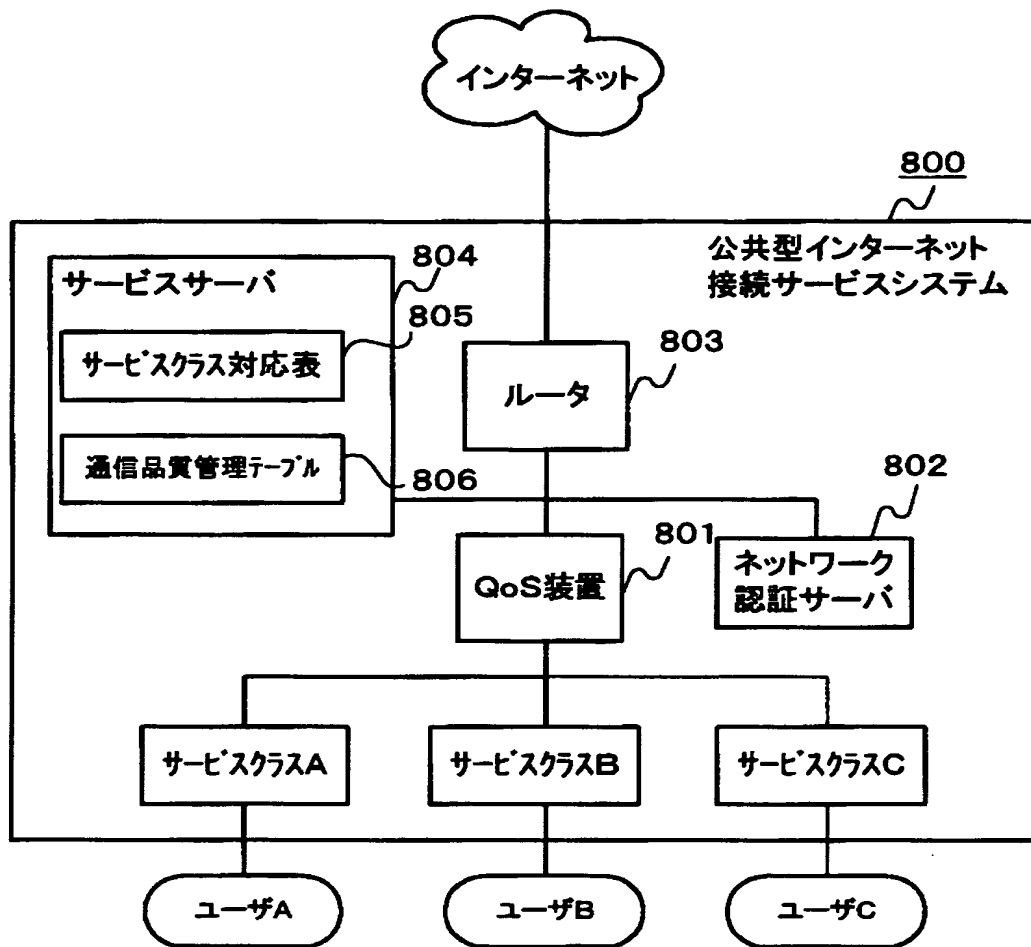 インターネット
800
公共型インターネット
接続サービスシステム
サービスサーバ
804
サービスクラス対応表
805
通信品質管理テーブル
806
ルータ
803
802
ネットワーク
認証サーバ
801
QoS装置
サービスクラスA
サービスクラスB
サービスクラスC
ユーザA
ユーザB
ユーザC